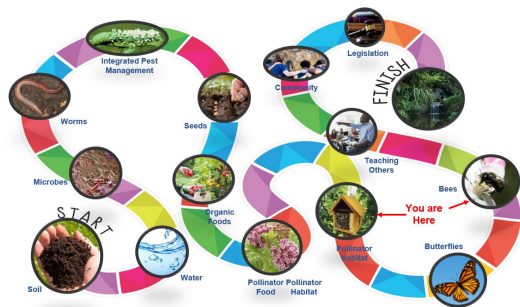 Legislation
Integrated Pest
Management
Community
FINISH
Worms
Seeds
Teaching
Others
Microbes
Bees
START
Organic
Foods
You are
Here
Pollinator
Habitat
Butterflies
Soil
Water
Pollinator Pollinator
Food Habitat